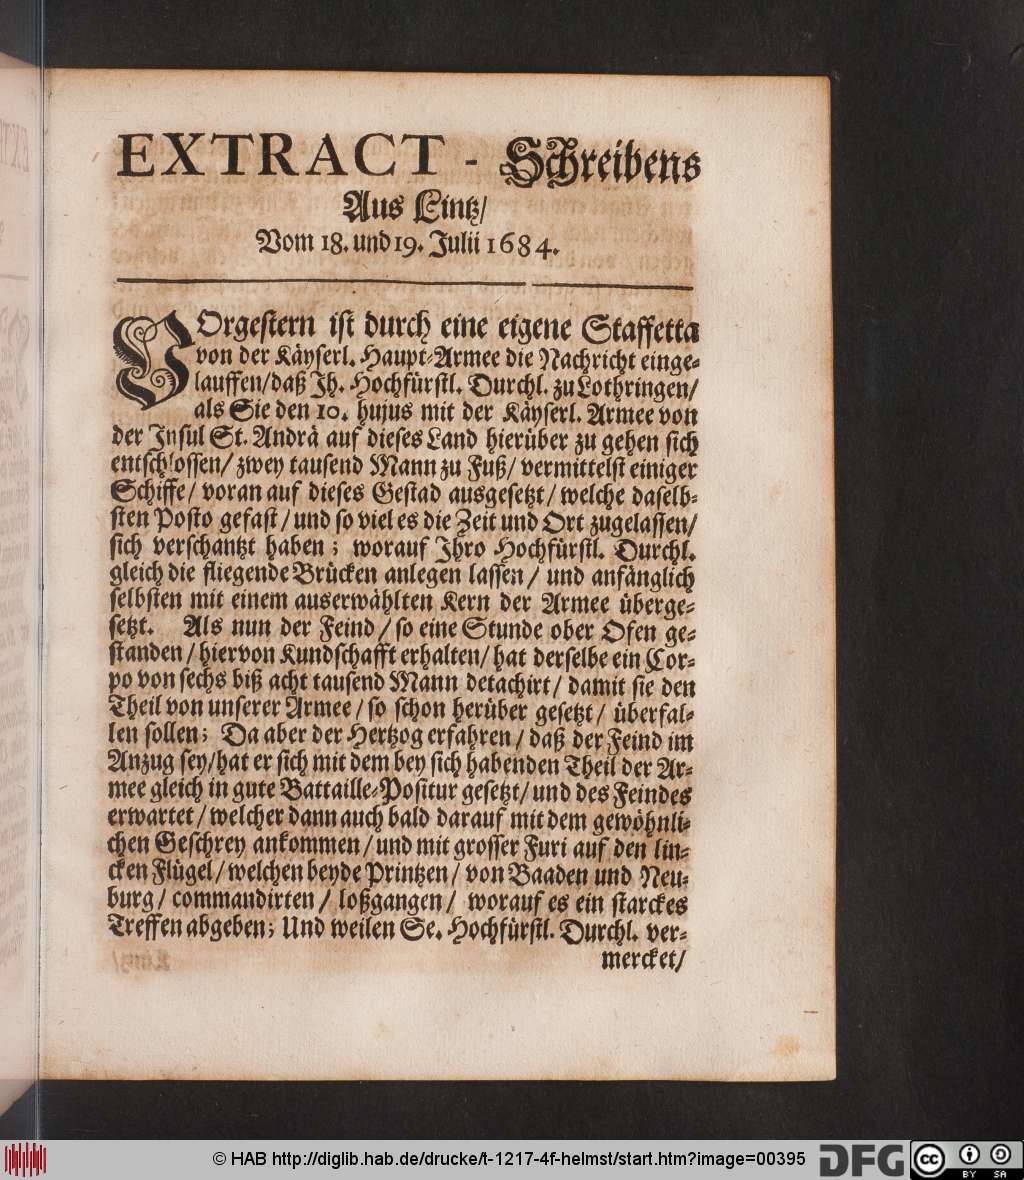 EXTRACT - Schreibens
Aus Lintz/
Vom 18. und 19. Julii 1684.
VOrgestern ist durch eine eigene Staffetta
von der Käyserl. Haupt-Armee die Nachricht einge-
lauffen/daß Jh. Hochfürstl. Durchl. zu Lothringen/
als Sie den 10. hujus mit der Käyserl. Armee von
der Insul St. Andrä auf dieses Land hierüber zu gehen sich
entschlossen/ zwey tausend Mann zu Fuß/ vermittelst einiger
Schiffe/ voran auf dieses Gestad ausgesetzt/ welche daselb-
sten Posto gefast/ und so viel es die Zeit und Ort zugelassen/
sich verschantzt haben; worauf Jhro Hochfürstl. Durchl.
gleich die fliegende Brücken anlegen lassen/ und anfänglich
selbsten mit einem auserwählten Kern der Armee überge-
setzt. Als nun der Feind/ so eine Stunde ober Ofen ge-
standen/ hiervon Kundschafft erhalten/ hat derselbe ein Cor-
po von sechs biß acht tausend Mann detachirt/ damit sie den
Theil von unserer Armee/ so schon herüber gesetzt/ überfal-
len sollen; Da aber der Hertzog erfahren/ daß der Feind im
Anzug sey/hat er sich mit dem bey sich habenden Theil der Ar-
mee gleich in gute Battaille-Positur gesetzt/ und des Feindes
erwartet/ welcher dann auch bald darauf mit dem gewöhnli-
chen Geschrey ankommen/ und mit grosser Furi auf den lin-
cken Flügel/ welchen beyde Printzen/ von Baaden und Neu-
burg/ commandirten/ loßgangen/ worauf es ein starckes
Treffen abgeben; Und weilen Se. Hochfürstl. Durchl. ver-
mercket/
© HAB http://diglib.hab.de/drucke/t-1217-4f-helmst/start.htm?image=00395
DFG
cc
BY SA